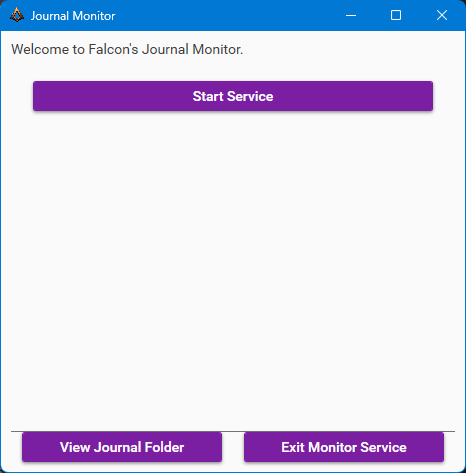 Journal Monitor
Welcome to Falcon's Journal Monitor.
Start Service
View Journal Folder
Exit Monitor Service